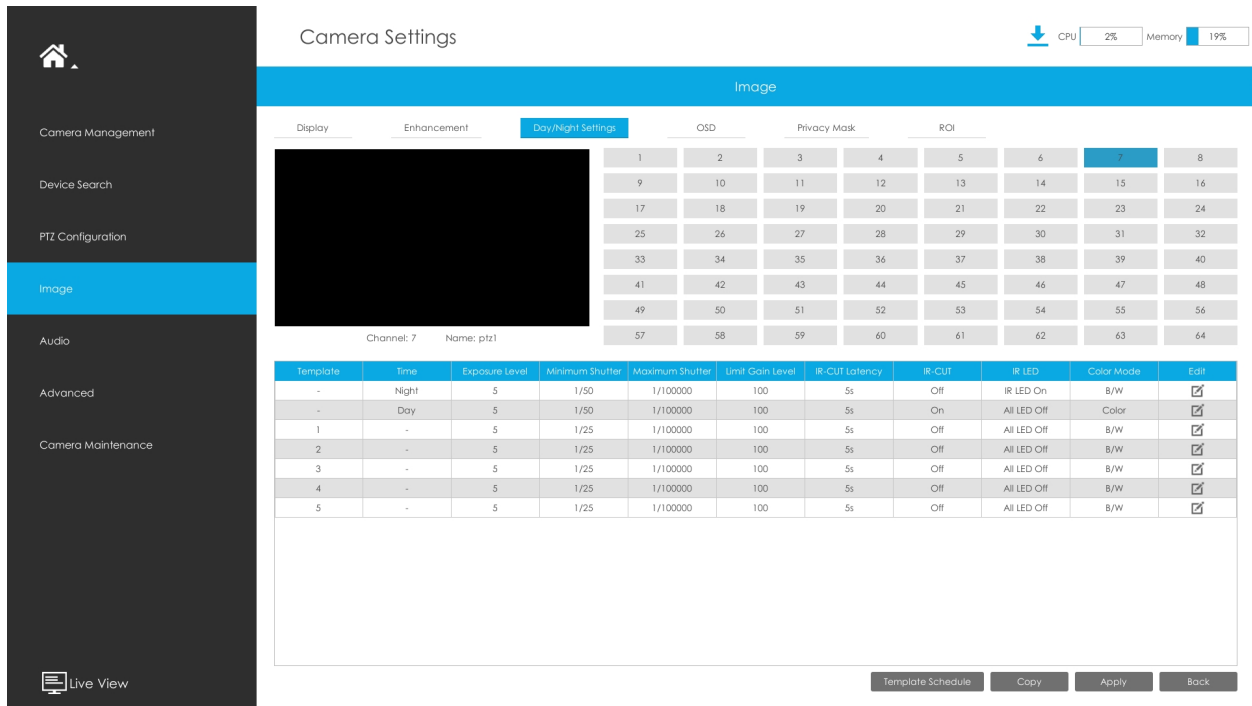 Camera Settings
CPU 2% Memory 19%
Image
Camera Management
Device Search
PTZ Configuration
Image
Audio
Advanced
Camera Maintenance
Live View
Display Enhancement Day/Night Settings OSD Privacy Mask ROI
1 2 3 4 5 6 7 8
9 10 11 12 13 14 15 16
17 18 19 20 21 22 23 24
25 26 27 28 29 30 31 32
33 34 35 36 37 38 39 40
41 42 43 44 45 46 47 48
49 50 51 52 53 54 55 56
57 58 59 60 61 62 63 64
Channel: 7 Name: ptz1
Template Time Exposure Level Minimum Shutter Maximum Shutter Limit Gain Level IR-CUT Latency IR-CUT IR LED Color Mode Edit
- Night 5 1/50 1/100000 100 5s Off IR LED On B/W
- Day 5 1/50 1/100000 100 5s On All LED Off Color
1 - 5 1/25 1/100000 100 5s Off All LED Off B/W
2 - 5 1/25 1/100000 100 5s Off All LED Off B/W
3 - 5 1/25 1/100000 100 5s Off All LED Off B/W
4 - 5 1/25 1/100000 100 5s Off All LED Off B/W
5 - 5 1/25 1/100000 100 5s Off All LED Off B/W
Template Schedule Copy Apply Back